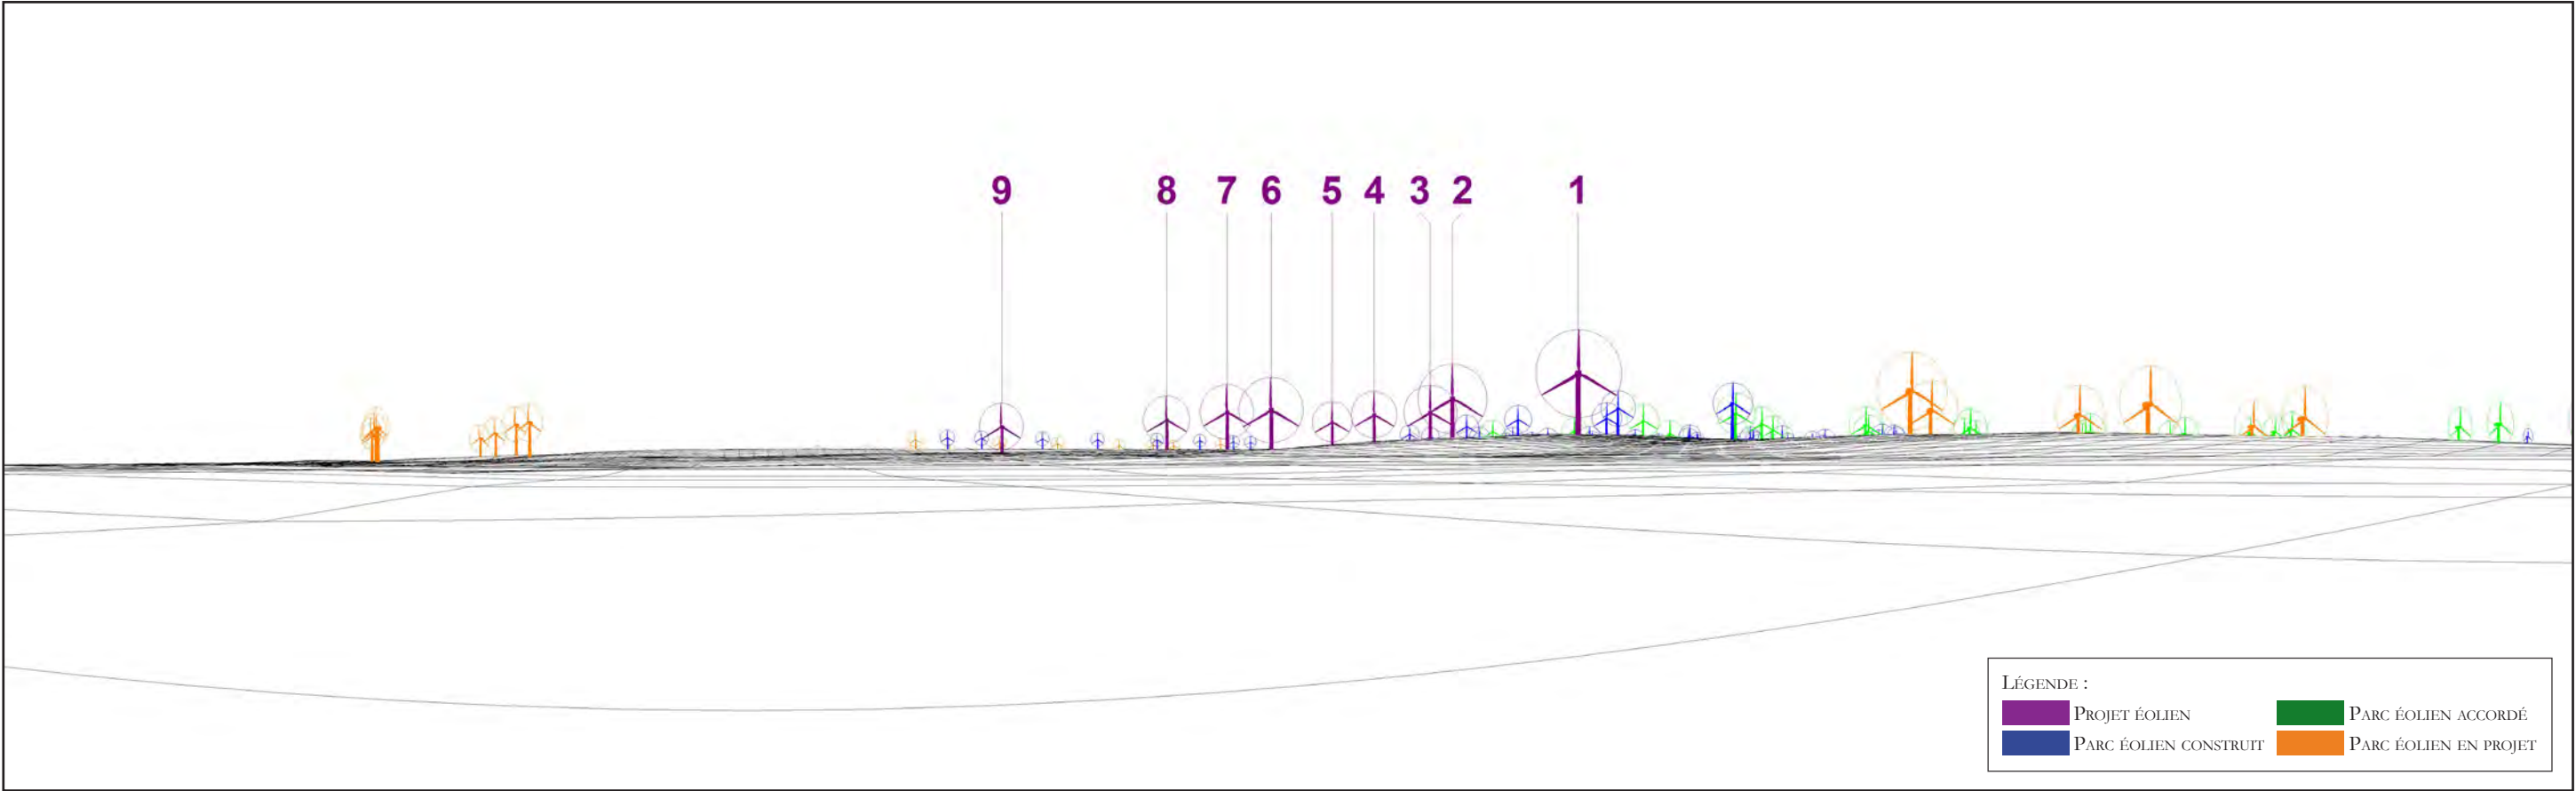 9 8 7 6 5 4 3 2 1
Légende :
Projet éolien Parc éolien accordé
Parc éolien construit Parc éolien en projet